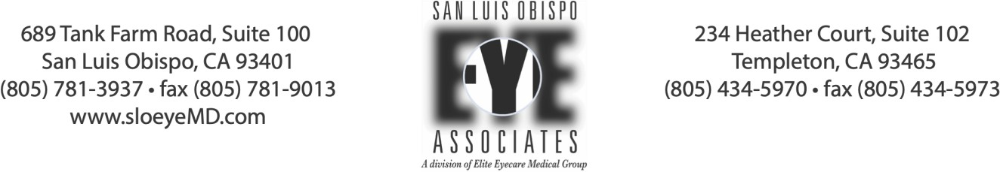 689 Tank Farm Road, Suite 100
San Luis Obispo, CA 93401
(805) 781-3937 • fax (805) 781-9013
www.sloeyeMD.com
SAN LUIS OBISPO
EYE
ASSOCIATES
A division of Elite Eyecare Medical Group
234 Heather Court, Suite 102
Templeton, CA 93465
(805) 434-5970 • fax (805) 434-5973